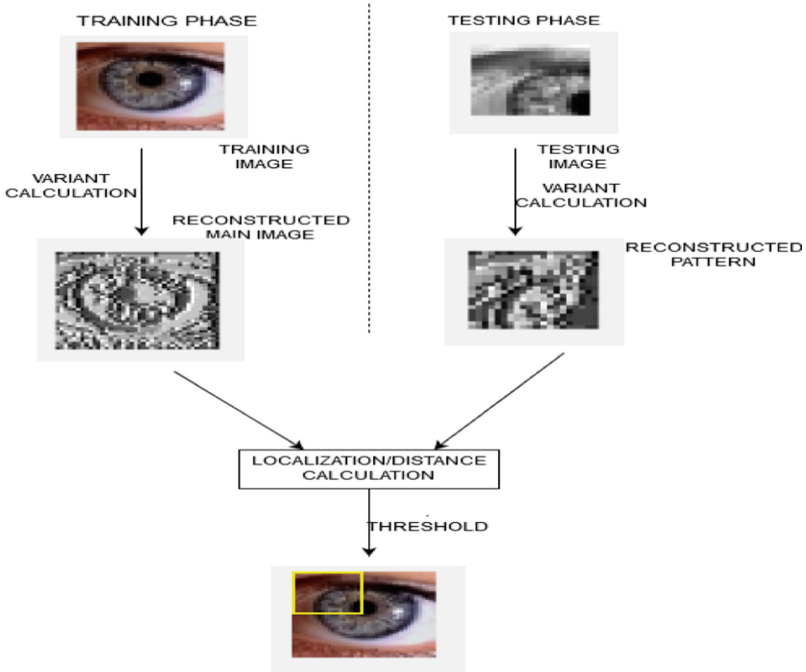 TRAINING PHASE
TESTING PHASE
TRAINING
IMAGE
VARIANT
CALCULATION
RECONSTRUCTED
MAIN IMAGE
TESTING
IMAGE
VARIANT
CALCULATION
RECONSTRUCTED
PATTERN
LOCALIZATION/DISTANCE
CALCULATION
THRESHOLD